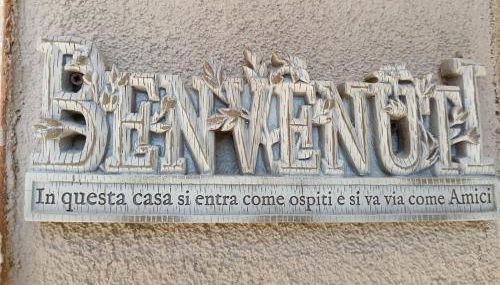 BENVENUTI
In questa casa si entra come ospiti e si va via come Amici